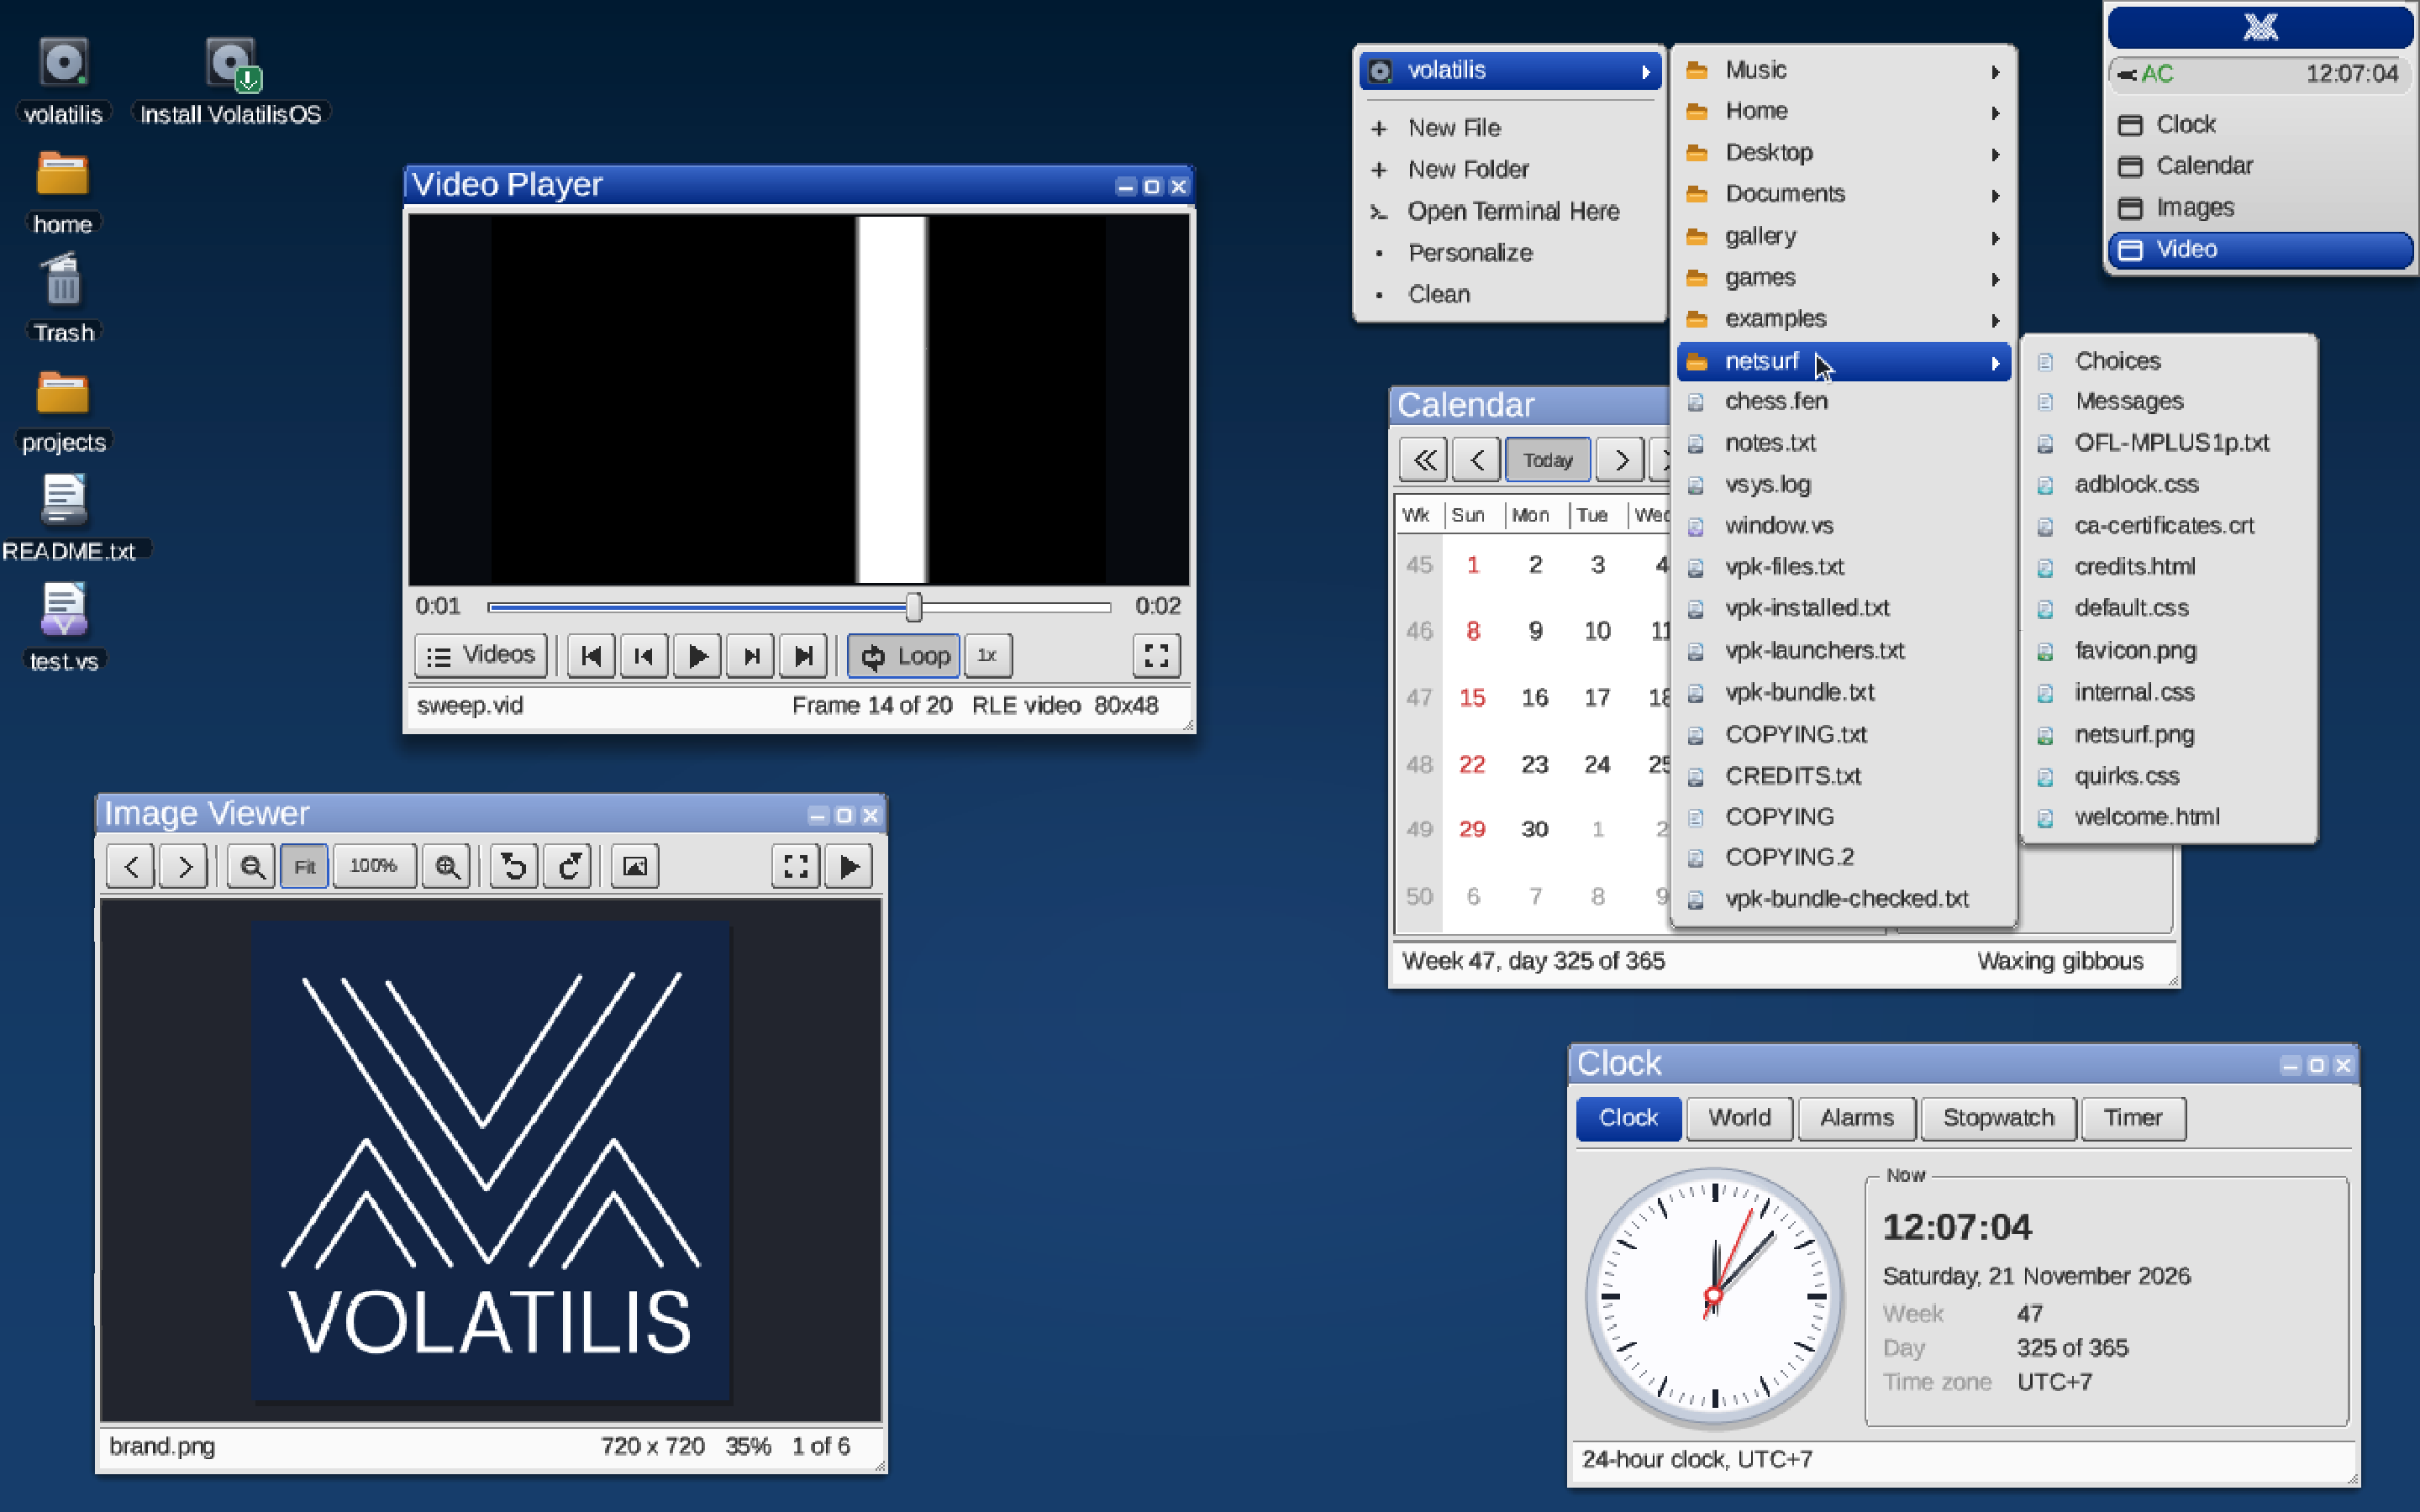 volatilis
Install VolatilisOS
home
Trash
projects
README.txt
test.vs
Video Player
0:01
0:02
Videos
Loop
1x
sweep.vid
Frame 14 of 20 RLE video 80x48
Image Viewer
Fit
100%
VOLATILIS
brand.png
720 x 720 35% 1 of 6
volatilis
New File
New Folder
Open Terminal Here
Personalize
Clean
Music
Home
Desktop
Documents
gallery
games
examples
netsurf
chess.fen
notes.txt
vsys.log
window.vs
vpk-files.txt
vpk-installed.txt
vpk-launchers.txt
vpk-bundle.txt
COPYING.txt
CREDITS.txt
COPYING
COPYING.2
vpk-bundle-checked.txt
Choices
Messages
OFL-MPLUS1p.txt
adblock.css
ca-certificates.crt
credits.html
default.css
favicon.png
internal.css
netsurf.png
quirks.css
welcome.html
AC 12:07:04
Clock
Calendar
Images
Video
Calendar
Today
Wk Sun Mon Tue Wed
45 1 2 3 4
46 8 9 10 11
47 15 16 17 18
48 22 23 24 25
49 29 30 1 2
50 6 7 8 9
Week 47, day 325 of 365
Waxing gibbous
Clock
Clock World Alarms Stopwatch Timer
Now
12:07:04
Saturday, 21 November 2026
Week 47
Day 325 of 365
Time zone UTC+7
24-hour clock, UTC+7